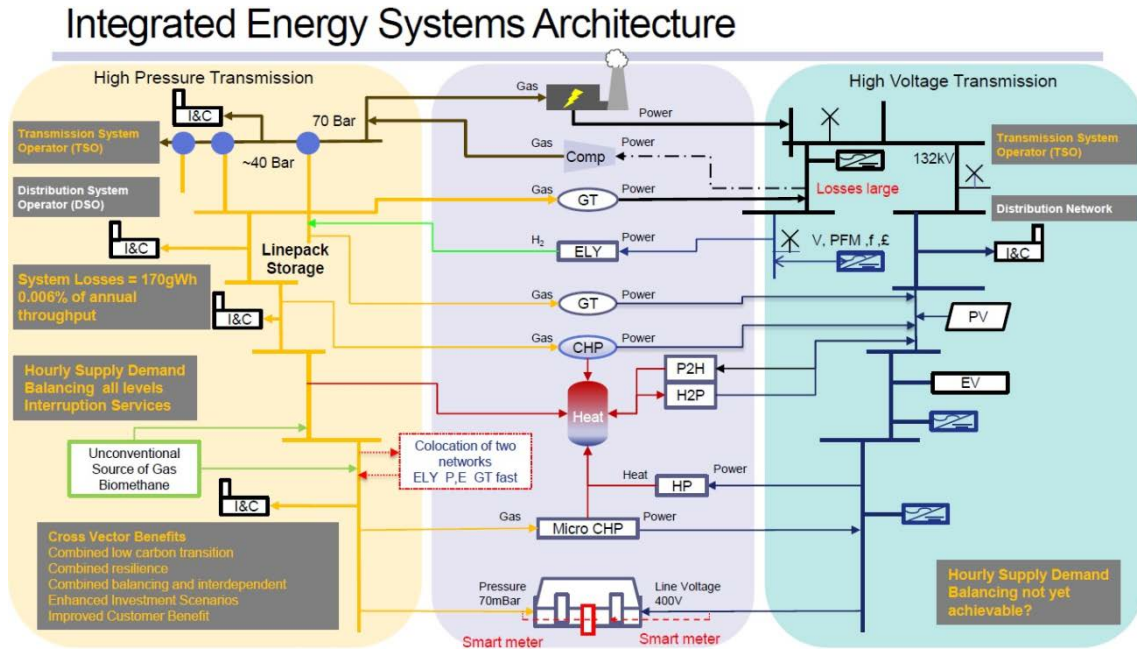 Integrated Energy Systems Architecture
High Pressure Transmission
I&C
70 Bar
Transmission System
Operator (TSO)
~40 Bar
Distribution System
Operator (DSO)
I&C
Linepack
Storage
System Losses = 170gWh
0.006% of annual
throughput
I&C
Hourly Supply Demand
Balancing all levels
Interruption Services
Unconventional
Source of Gas
Biomethane
Colocation of two
networks
ELY P,E GT fast
I&C
Cross Vector Benefits
Combined low carbon transition
Combined resilience
Combined balancing and interdependent
Enhanced Investment Scenarios
Improved Customer Benefit
Gas
Power
Gas
Comp
Power
Gas
GT
Power
H₂
ELY
Power
Gas
GT
Power
Gas
CHP
Power
P2H
H2P
Heat
Heat
HP
Power
Gas
Micro CHP
Power
Pressure
70mBar
Line Voltage
400V
Smart meter
Smart meter
High Voltage Transmission
Transmission System
Operator (TSO)
132kV
Losses large
Distribution Network
V, PFM ,f ,£
I&C
PV
EV
Hourly Supply Demand
Balancing not yet
achievable?